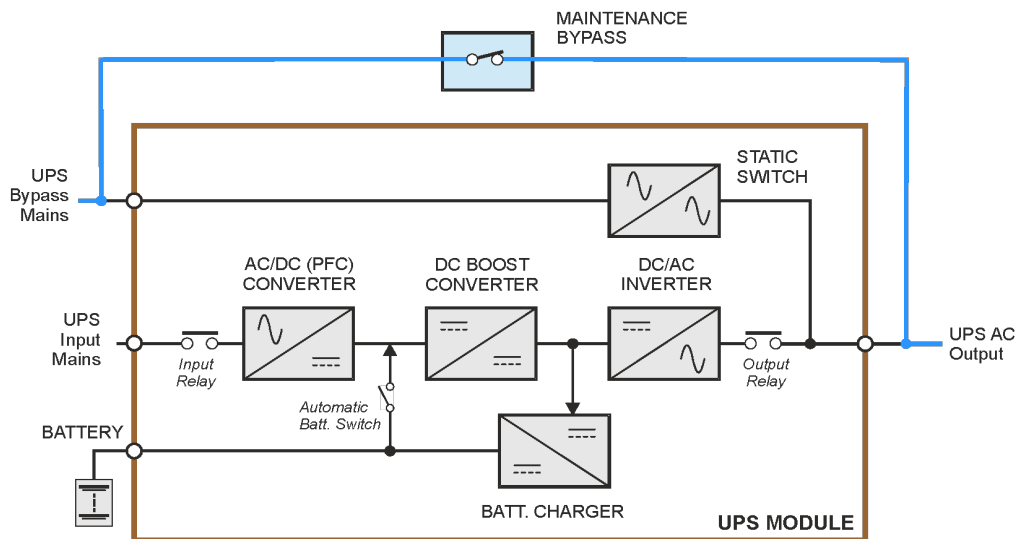 MAINTENANCE
BYPASS
UPS
Bypass
Mains
STATIC
SWITCH
AC/DC (PFC)
CONVERTER
DC BOOST
CONVERTER
DC/AC
INVERTER
UPS
Input
Mains
Input
Relay
Output
Relay
UPS AC
Output
Automatic
Batt. Switch
BATTERY
BATT. CHARGER
UPS MODULE